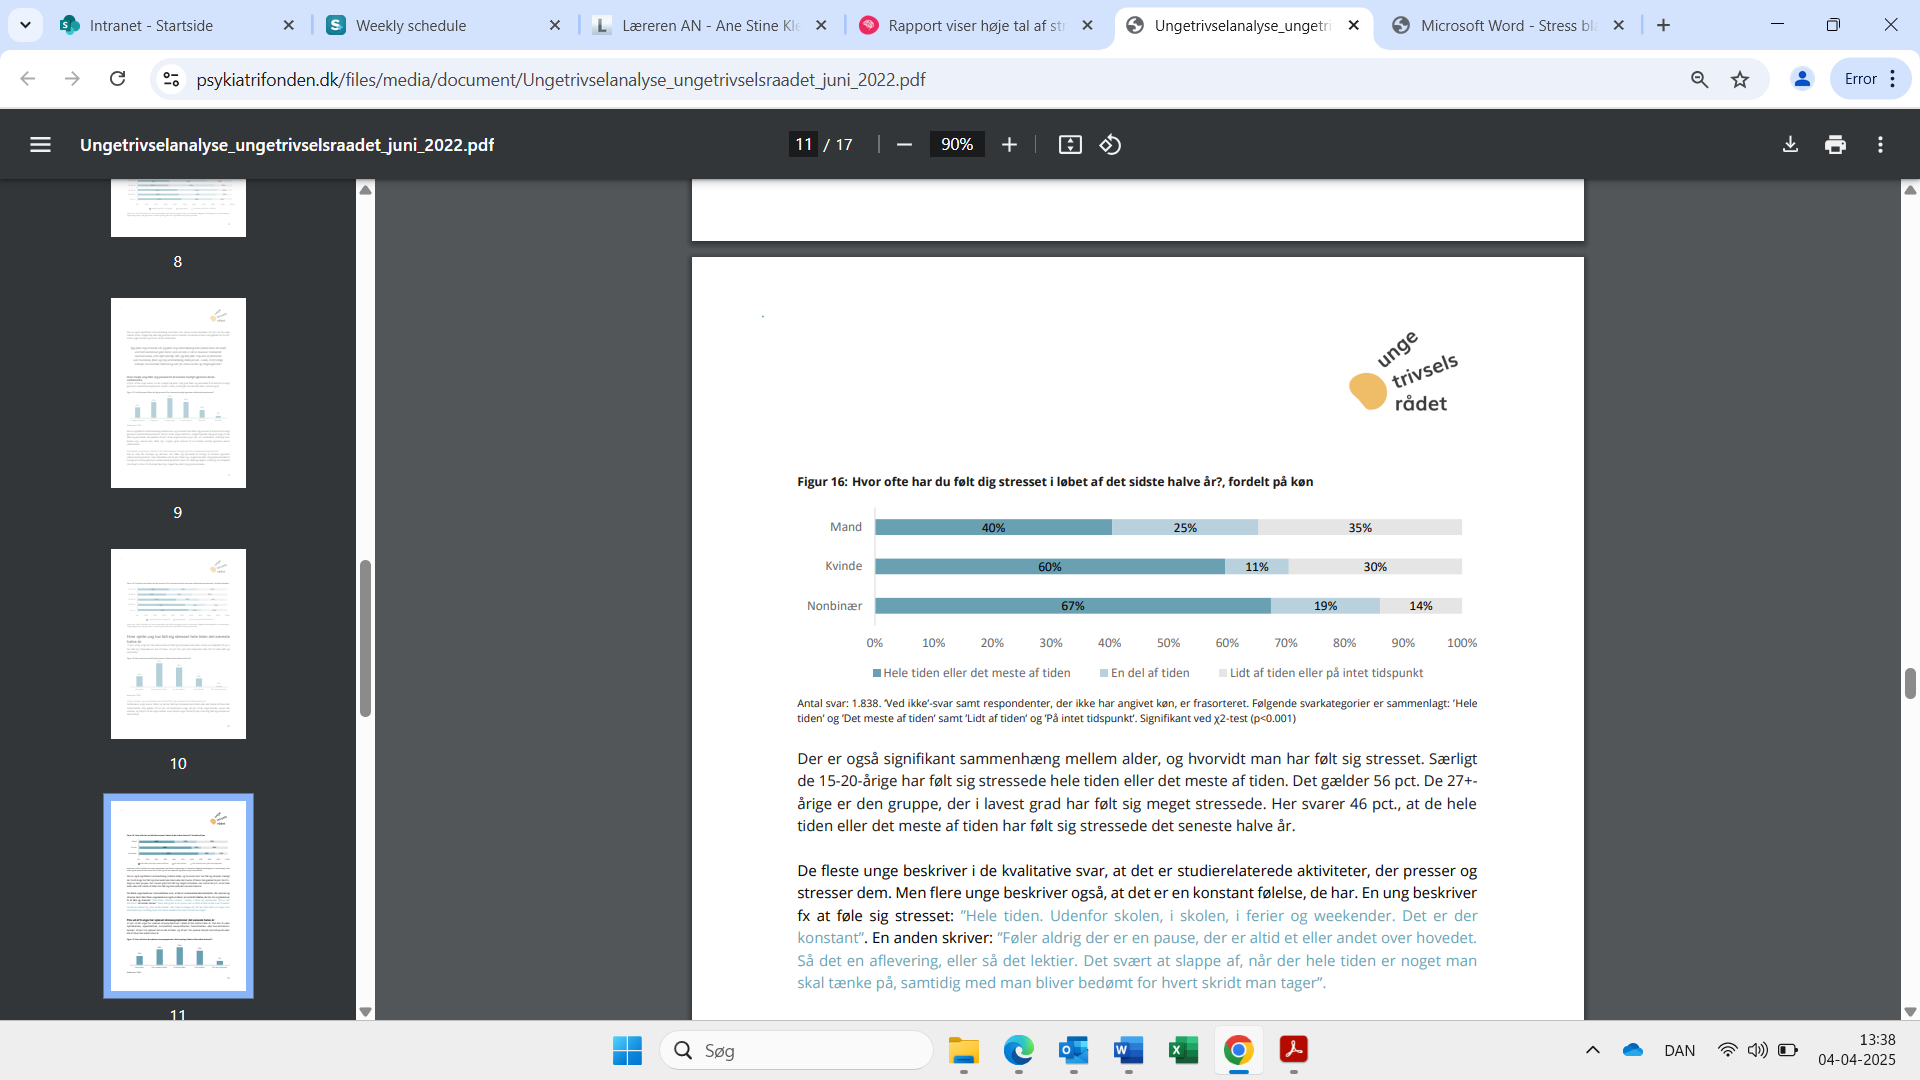 Intranet - Startside
Weekly schedule
Læreren AN - Ane Stine Kle
Rapport viser høje tal af str
Ungetrivselanalyse_ungetri
Microsoft Word - Stress bla
psykiatrifonden.dk/files/media/document/Ungetrivselanalyse_ungetrivselsraadet_juni_2022.pdf
Error
Ungetrivselanalyse_ungetrivselsraadet_juni_2022.pdf
11 / 17
90%
8
9
10
11
unge
trivsels
rådet
Figur 16: Hvor ofte har du følt dig stresset i løbet af det sidste halve år?, fordelt på køn
Mand 40% 25% 35%
Kvinde 60% 11% 30%
Nonbinær 67% 19% 14%
0% 10% 20% 30% 40% 50% 60% 70% 80% 90% 100%
Hele tiden eller det meste af tiden En del af tiden Lidt af tiden eller på intet tidspunkt
Antal svar: 1.838. ’Ved ikke’-svar samt respondenter, der ikke har angivet køn, er frasorteret. Følgende svarkategorier er sammenlagt: ’Hele
tiden’ og ’Det meste af tiden’ samt ’Lidt af tiden’ og ’På intet tidspunkt’. Signifikant ved χ2-test (p<0.001)
Der er også signifikant sammenhæng mellem alder, og hvorvidt man har følt sig stresset. Særligt
de 15-20-årige har følt sig stressede hele tiden eller det meste af tiden. Det gælder 56 pct. De 27+-
årige er den gruppe, der i lavest grad har følt sig meget stressede. Her svarer 46 pct., at de hele
tiden eller det meste af tiden har følt sig stressede det seneste halve år.
De fleste unge beskriver i de kvalitative svar, at det er studierelaterede aktiviteter, der presser og
stresser dem. Men flere unge beskriver også, at det er en konstant følelse, de har. En ung beskriver
fx at føle sig stresset: ”Hele tiden. Udenfor skolen, i skolen, i ferier og weekender. Det er der
konstant”. En anden skriver: ”Føler aldrig der er en pause, der er altid et eller andet over hovedet.
Så det en aflevering, eller så det lektier. Det svært at slappe af, når der hele tiden er noget man
skal tænke på, samtidig med man bliver bedømt for hvert skridt man tager”.
Søg
DAN
13:38
04-04-2025